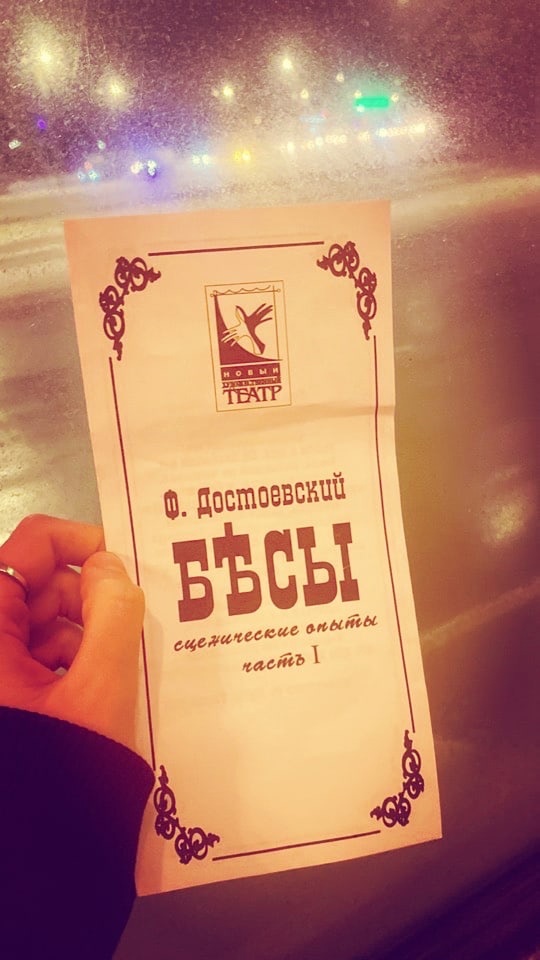 НОВЫЙ
ХУДОЖЕСТВЕННЫЙ
ТЕАТР
Ф. Достоевский
БѢСЫ
сценические опыты
часть I